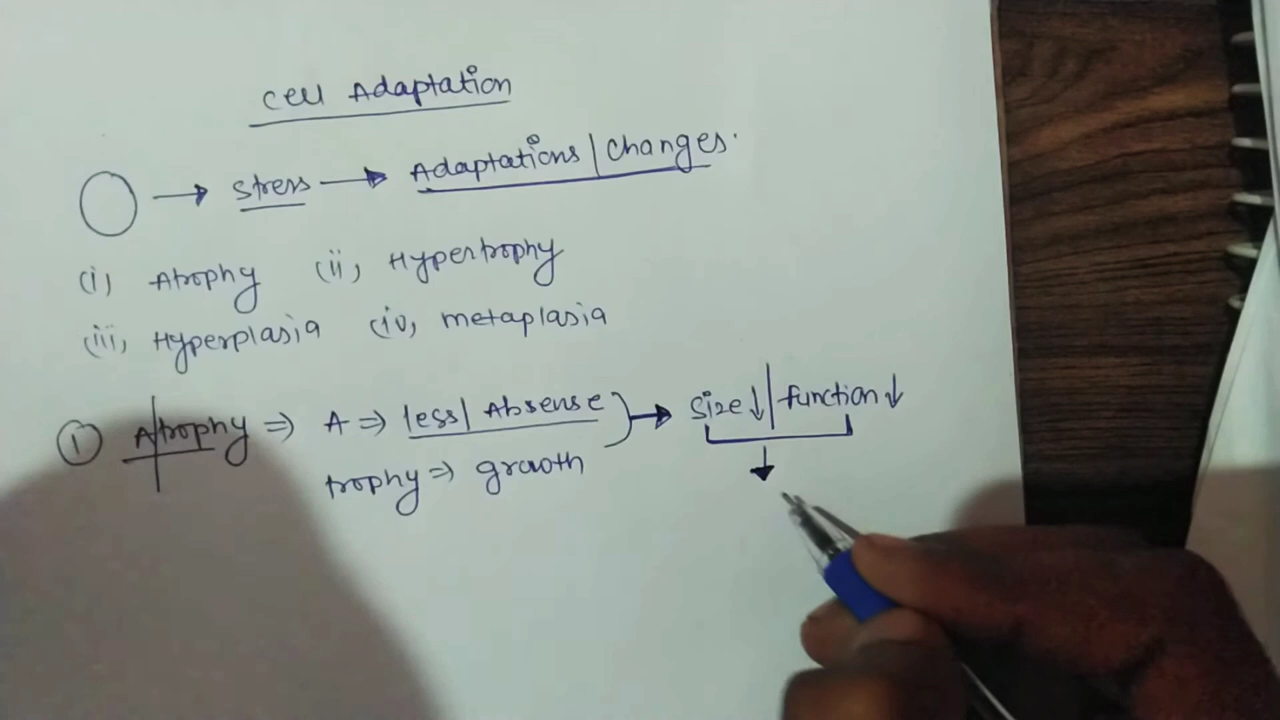 Cell Adaptation
→ Stress → Adaptations | Changes.
(i) Atrophy (ii) Hypertrophy
(iii) Hyperplasia (iv) metaplasia
① Atrophy ⇒ A ⇒ less | Absense } → Size ↓ | function ↓
trophy ⇒ growth